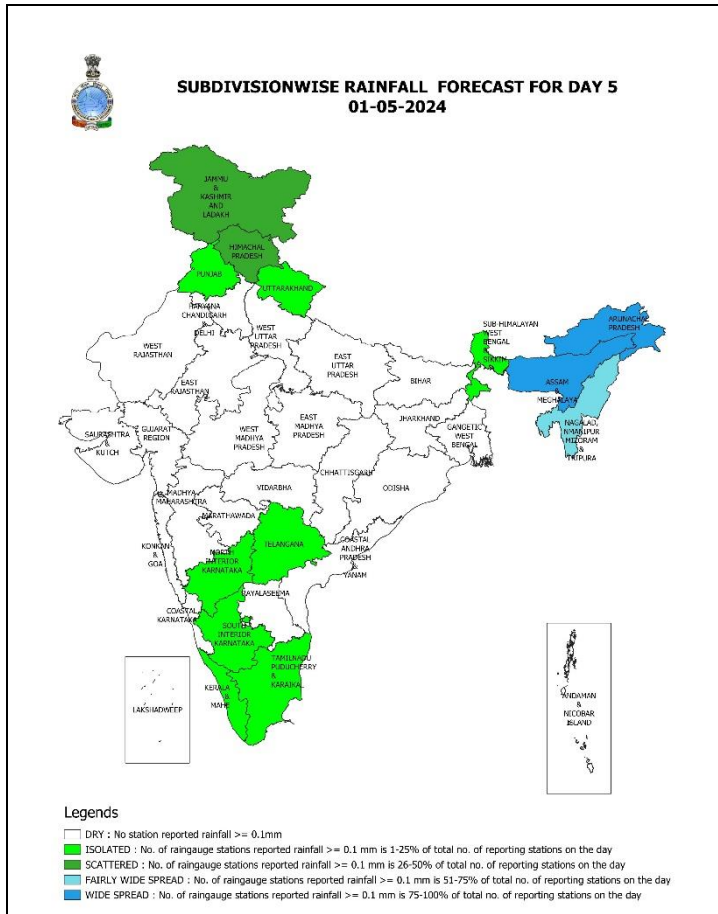 SUBDIVISIONWISE RAINFALL FORECAST FOR DAY 5
01-05-2024
JAMMU
&
KASHMIR
AND
LADAKH
HIMACHAL
PRADESH
PUNJAB
UTTARAKHAND
HARYANA
CHANDIGARH
&
DELHI
WEST
UTTAR
PRADESH
WEST
RAJASTHAN
EAST
RAJASTHAN
EAST
UTTAR
PRADESH
BIHAR
SUB-HIMALAYAN
WEST
BENGAL
&
SIKKIM
ARUNACHAL
PRADESH
ASSAM
&
MEGHALAYA
NAGALAD,
NMANIPUR
MIZORAM
&
TRIPURA
SAURASHTRA
&
KUTCH
GUJARAT
REGION
WEST
MADHYA
PRADESH
EAST
MADHYA
PRADESH
JHARKHAND
GANGETIC
WEST
BENGAL
CHHATTISGARH
ODISHA
VIDARBHA
MADHYA
MAHARASHTRA
MARATHAWADA
KONKAN
&
GOA
TELANGANA
COASTAL
ANDHRA
PRADESH
&
YANAM
NORTH
INTERIOR
KARNATAKA
RAYALASEEMA
COASTAL
KARNATAKA
SOUTH
INTERIOR
KARNATAKA
TAMILNADU
PUDUCHERRY
&
KARAIKAL
KERALA
&
MAHE
LAKSHADWEEP
ANDAMAN
&
NICOBAR
ISLAND
Legends
DRY : No station reported rainfall >= 0.1mm
ISOLATED : No. of raingauge stations reported rainfall >= 0.1 mm is 1-25% of total no. of reporting stations on the day
SCATTERED : No. of raingauge stations reported rainfall >= 0.1 mm is 26-50% of total no. of reporting stations on the day
FAIRLY WIDE SPREAD : No. of raingauge stations reported rainfall >= 0.1 mm is 51-75% of total no. of reporting stations on the day
WIDE SPREAD : No. of raingauge stations reported rainfall >= 0.1 mm is 75-100% of total no. of reporting stations on the day